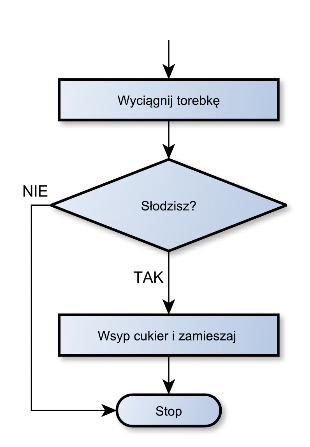 Wyciągnij torebkę
Słodzisz?
NIE
TAK
Wsyp cukier i zamieszaj
Stop